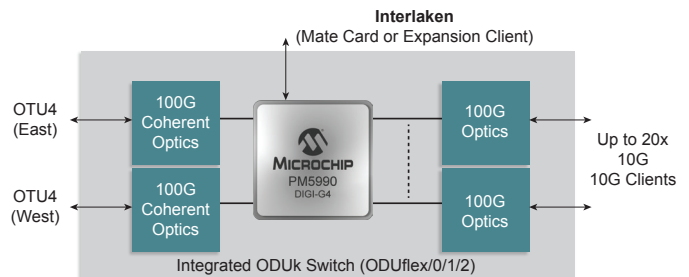 Interlaken
(Mate Card or Expansion Client)
OTU4
(East)
100G
Coherent
Optics
100G
Optics
MICROCHIP
PM5990
DIGI-G4
Up to 20x
10G
10G Clients
OTU4
(West)
100G
Coherent
Optics
100G
Optics
Integrated ODUk Switch (ODUflex/0/1/2)